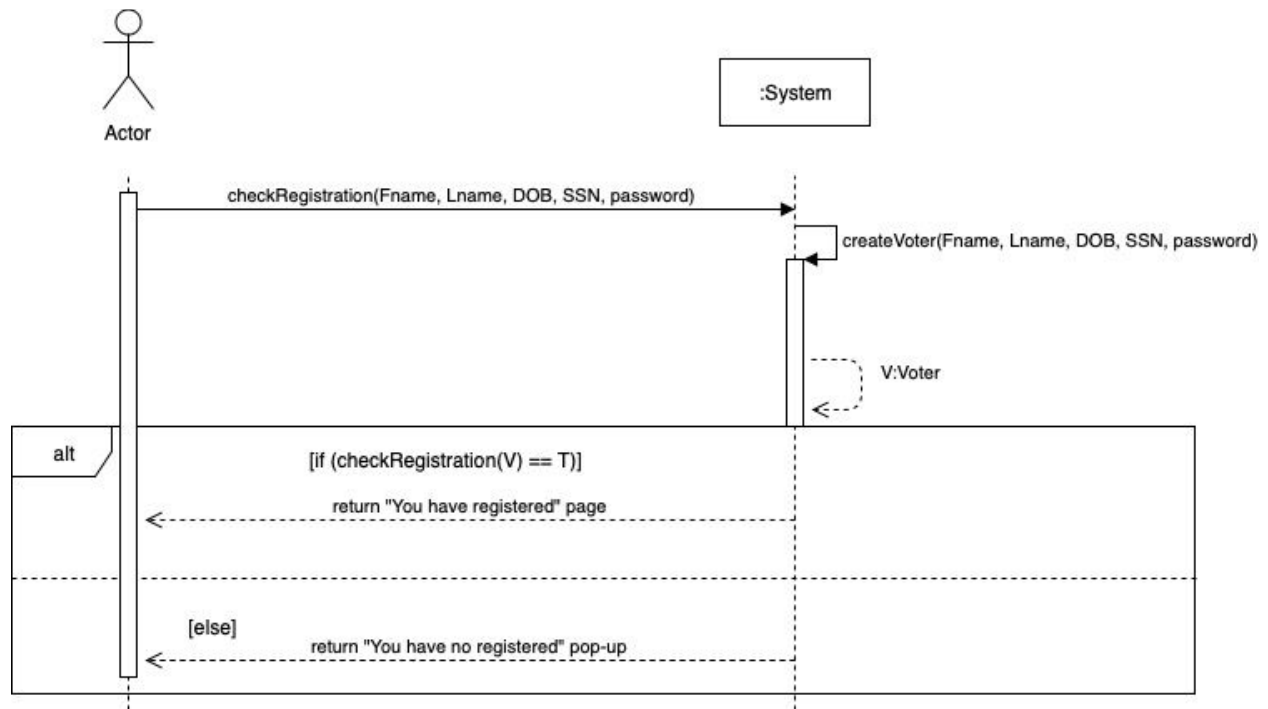 Actor
:System
checkRegistration(Fname, Lname, DOB, SSN, password)
createVoter(Fname, Lname, DOB, SSN, password)
V:Voter
alt
[if (checkRegistration(V) == T)]
return "You have registered" page
[else]
return "You have no registered" pop-up